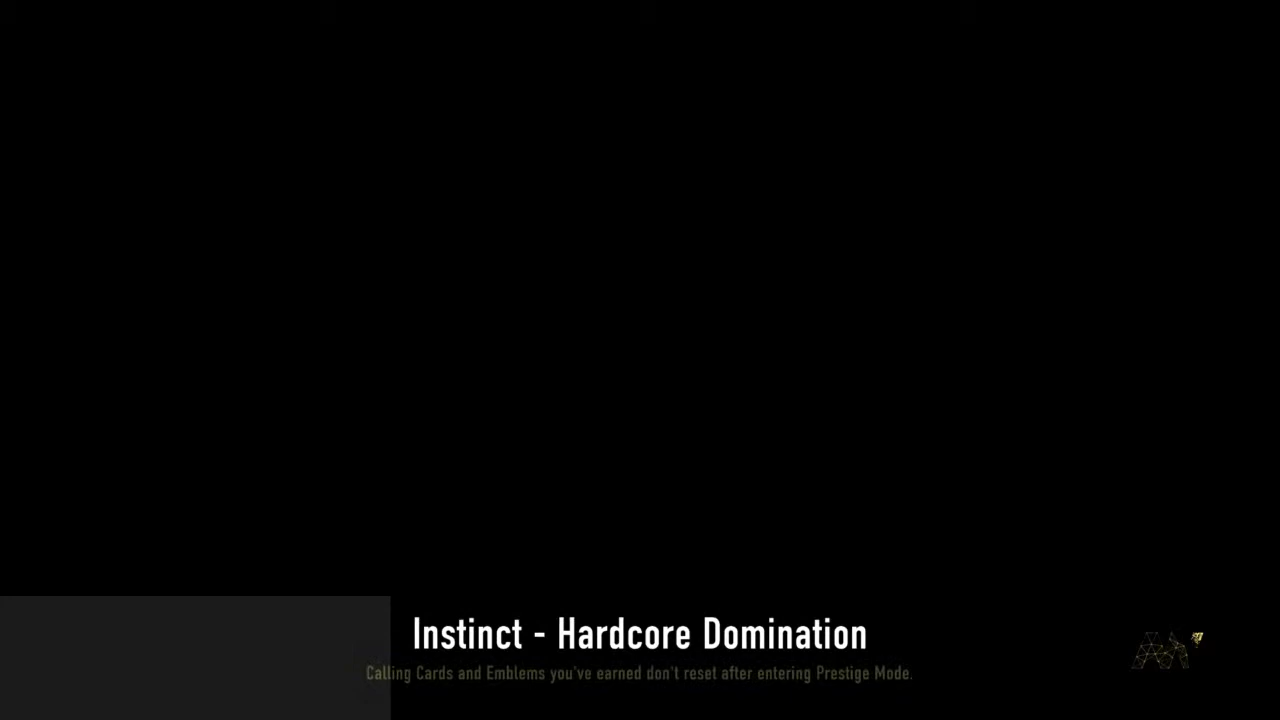 Instinct - Hardcore Domination
Calling Cards and Emblems you've earned don't reset after entering Prestige Mode.